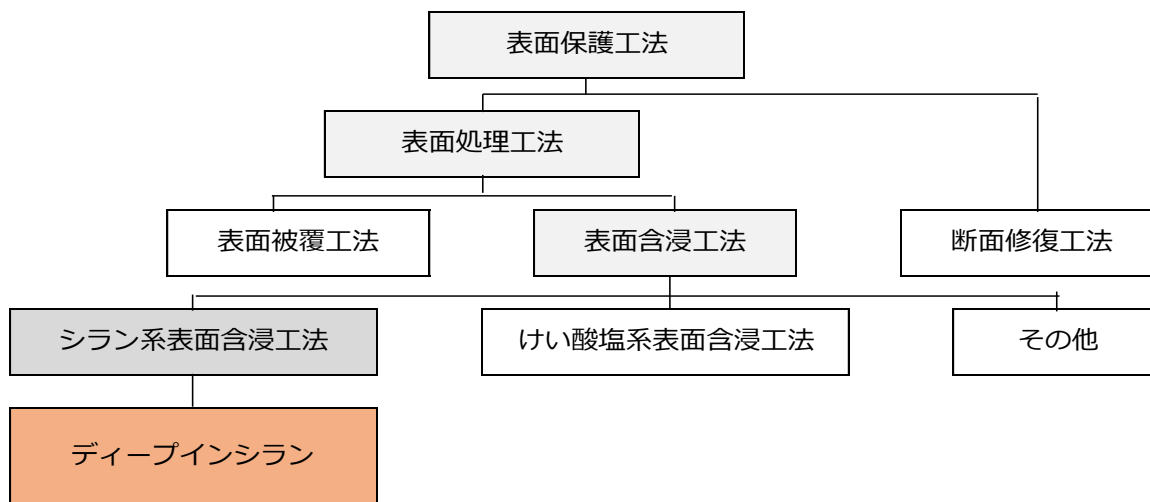 表面保護工法
表面処理工法
表面被覆工法
表面含浸工法
断面修復工法
シラン系表面含浸工法
けい酸塩系表面含浸工法
その他
ディープインシラン